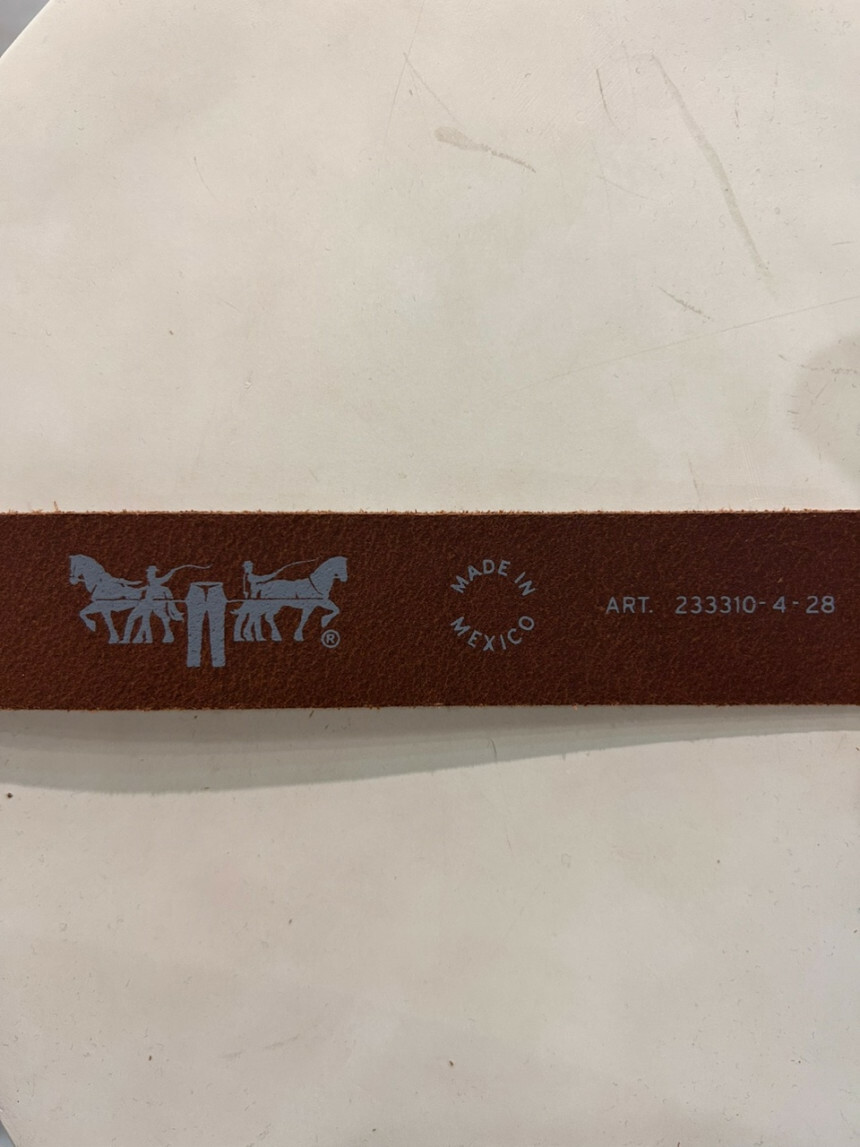 ®
MADE IN
MEXICO
ART. 233310-4-28